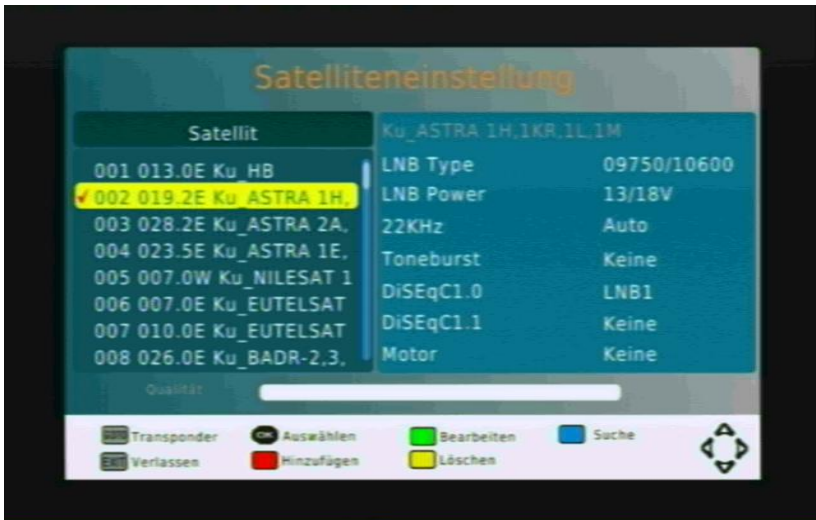 Satelliteneinstellung
Satellit
001 013.0E Ku_HB
002 019.2E Ku_ASTRA 1H,
003 028.2E Ku_ASTRA 2A,
004 023.5E Ku_ASTRA 1E,
005 007.0W Ku_NILESAT 1
006 007.0E Ku_EUTELSAT
007 010.0E Ku_EUTELSAT
008 026.0E Ku_BADR-2,3,
Ku_ASTRA 1H,1KR,1L,1M
LNB Type 09750/10600
LNB Power 13/18V
22KHz Auto
Toneburst Keine
DiSEqC1.0 LNB1
DiSEqC1.1 Keine
Motor Keine
Qualität
Transponder OK Auswählen Bearbeiten Suche
EXIT Verlassen Hinzufügen Löschen